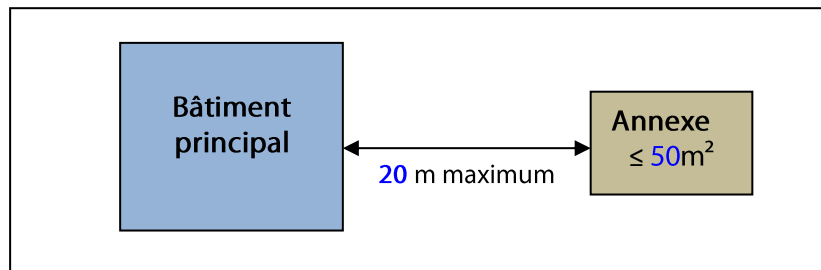 Bâtiment
principal
20 m maximum
Annexe
≤ 50m²